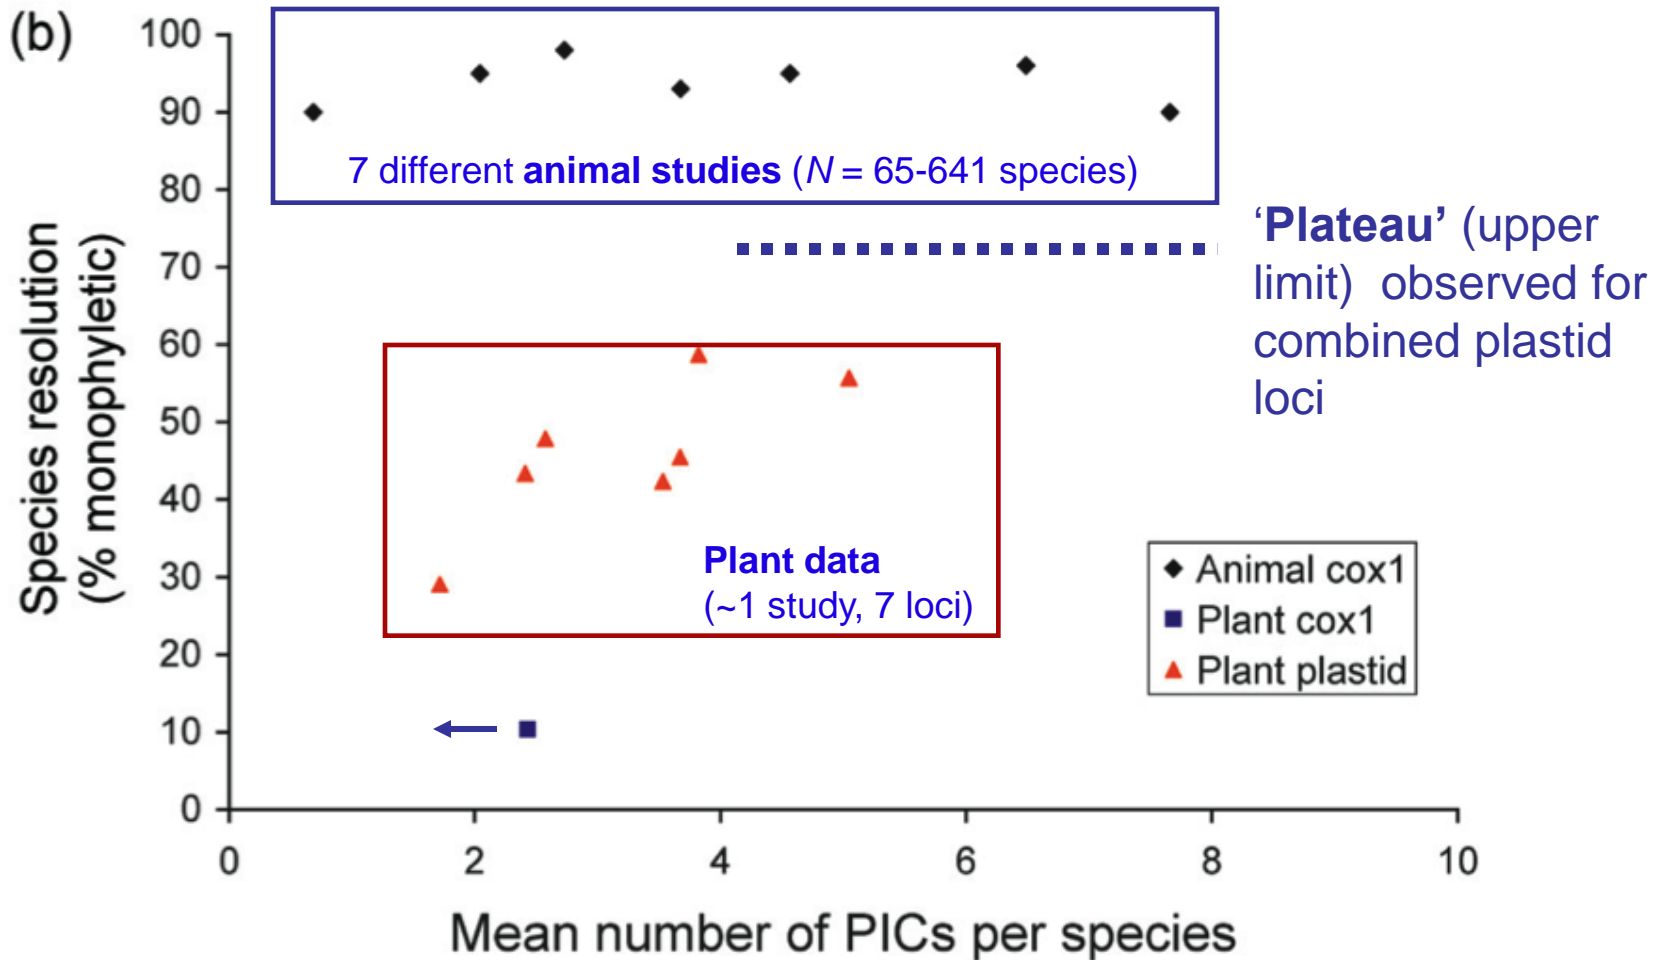 (b)
100
90
80
70
60
50
40
30
20
10
0
Species resolution
(% monophyletic)
7 different animal studies (N = 65-641 species)
‘Plateau’ (upper
limit) observed for
combined plastid
loci
Plant data
(~1 study, 7 loci)
Animal cox1
Plant cox1
Plant plastid
0 2 4 6 8 10
Mean number of PICs per species